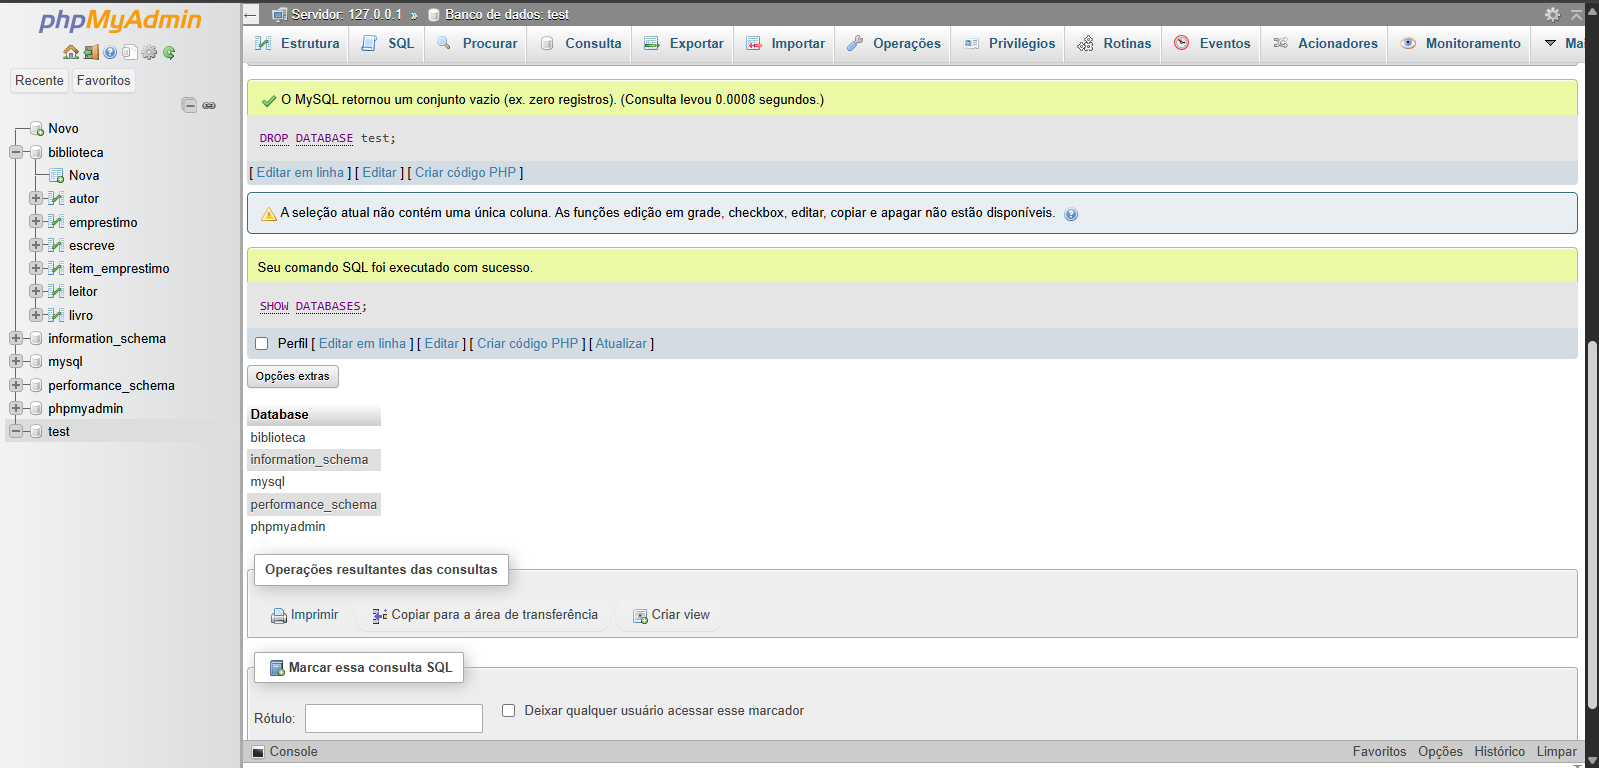 phpMyAdmin
Recente Favoritos
Novo
biblioteca
Nova
autor
emprestimo
escreve
item_emprestimo
leitor
livro
information_schema
mysql
performance_schema
phpmyadmin
test
Servidor: 127.0.0.1 » Banco de dados: test
Estrutura SQL Procurar Consulta Exportar Importar Operações Privilégios Rotinas Eventos Acionadores Monitoramento Mai
O MySQL retornou um conjunto vazio (ex. zero registros). (Consulta levou 0.0008 segundos.)
DROP DATABASE test;
[ Editar em linha ] [ Editar ] [ Criar código PHP ]
A seleção atual não contém uma única coluna. As funções edição em grade, checkbox, editar, copiar e apagar não estão disponíveis.
Seu comando SQL foi executado com sucesso.
SHOW DATABASES;
Perfil [ Editar em linha ] [ Editar ] [ Criar código PHP ] [ Atualizar ]
Opções extras
Database
biblioteca
information_schema
mysql
performance_schema
phpmyadmin
Operações resultantes das consultas
Imprimir Copiar para a área de transferência Criar view
Marcar essa consulta SQL
Rótulo: Deixar qualquer usuário acessar esse marcador
Console Favoritos Opções Histórico Limpar